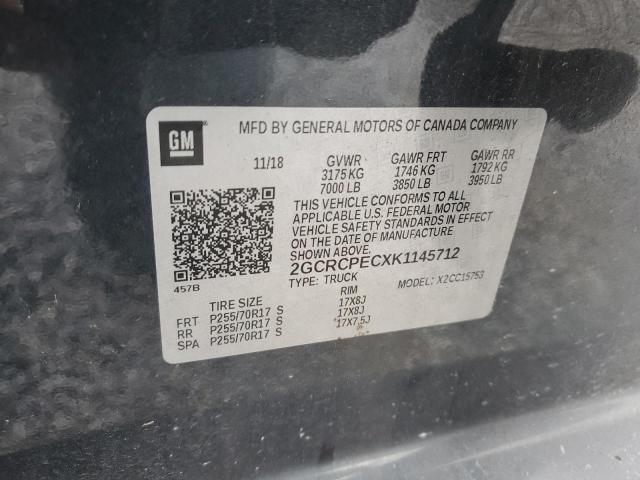 GM
MFD BY GENERAL MOTORS OF CANADA COMPANY
11/18 GVWR GAWR FRT GAWR RR
3175 KG 1746 KG 1792 KG
7000 LB 3850 LB 3950 LB
THIS VEHICLE CONFORMS TO ALL
APPLICABLE U.S. FEDERAL MOTOR
VEHICLE SAFETY STANDARDS IN EFFECT
ON THE DATE OF MANUFACTURE
SHOWN ABOVE.
457B
2GCRCPECXK1145712
TYPE: TRUCK MODEL: X2CC15753
TIRE SIZE RIM
FRT P255/70R17 S 17X8J
RR P255/70R17 S 17X8J
SPA P255/70R17 S 17X7.5J